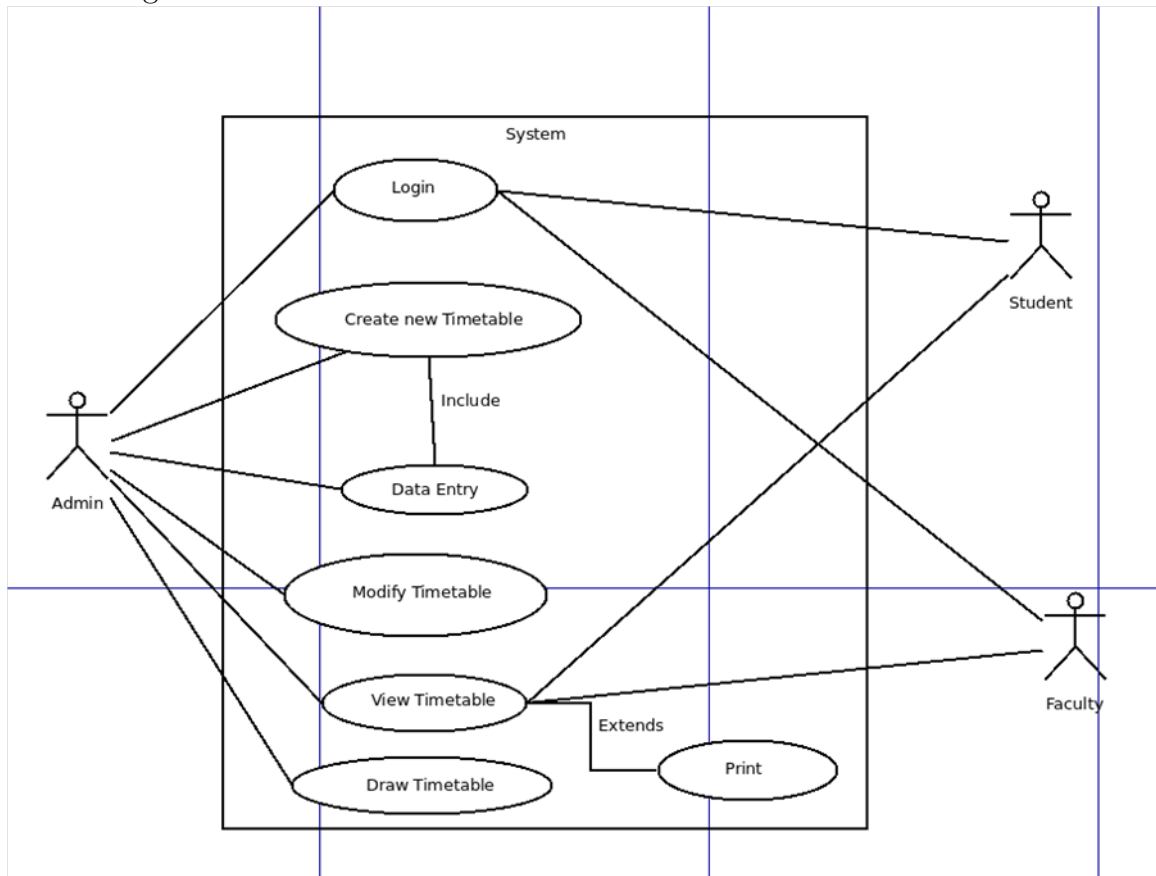 System
Login
Student
Create new Timetable
Include
Admin
Data Entry
Modify Timetable
View Timetable
Faculty
Extends
Print
Draw Timetable